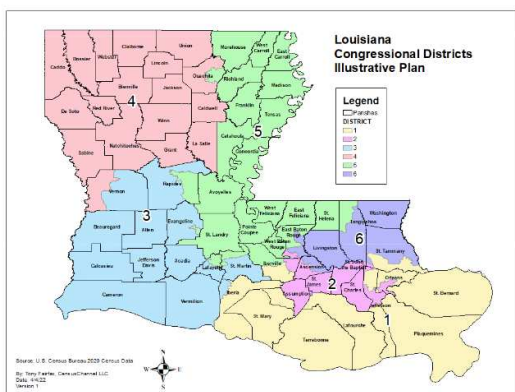 Louisiana
Congressional Districts
Illustrative Plan
Legend
Parishes
DISTRICT
1
2
3
4
5
6
Caddo
Bossier
Webster
Claiborne
Union
Lincoln
Bienville
Jackson
Ouachita
Morehouse
West Carroll
East Carroll
Richland
Madison
De Soto
Red River
Winn
Caldwell
Franklin
Tensas
4
Natchitoches
Sabine
Grant
La Salle
Catahoula
5
Concordia
Vernon
Rapides
Avoyelles
3
Beauregard
Allen
Evangeline
St. Landry
Pointe Coupee
West Feliciana
East Feliciana
St. Helena
Tangipahoa
Washington
Calcasieu
Jefferson Davis
Acadia
Lafayette
St. Martin
West Baton Rouge
East Baton Rouge
Livingston
6
St. Tammany
Iberville
Ascension
St. James
St. John the Baptist
St. Charles
2
Orleans
St. Bernard
Cameron
Vermilion
Iberia
Assumption
Jefferson
1
St. Mary
Terrebonne
Lafourche
Plaquemines
Source: U.S. Census Bureau 2020 Census Data
By: Tony Fairfax, CensusChannel LLC
Date: 4/4/22
Version 1
N
W
E
S